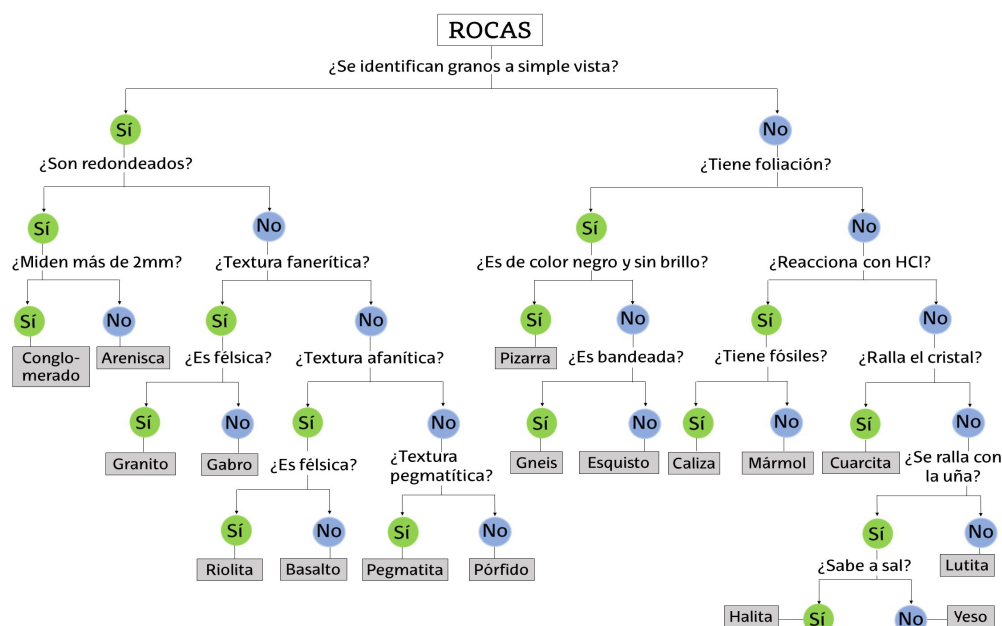 ROCAS
¿Se identifican granos a simple vista?
Sí
No
¿Son redondeados?
¿Tiene foliación?
Sí
No
Sí
No
¿Miden más de 2mm?
¿Textura fanerítica?
¿Es de color negro y sin brillo?
¿Reacciona con HCl?
Sí
No
Sí
No
Sí
No
Sí
No
Conglo-
merado
Arenisca
¿Es félsica?
¿Textura afanítica?
Pizarra
¿Es bandeada?
¿Tiene fósiles?
¿Ralla el cristal?
Sí
No
Sí
No
Sí
No
Sí
No
Sí
No
Granito
Gabro
¿Es félsica?
¿Textura
pegmatítica?
Gneis
Esquisto
Caliza
Mármol
Cuarcita
¿Se ralla con
la uña?
Sí
No
Sí
No
Sí
No
Riolita
Basalto
Pegmatita
Pórfido
¿Sabe a sal?
Lutita
Halita
Sí
No
Yeso